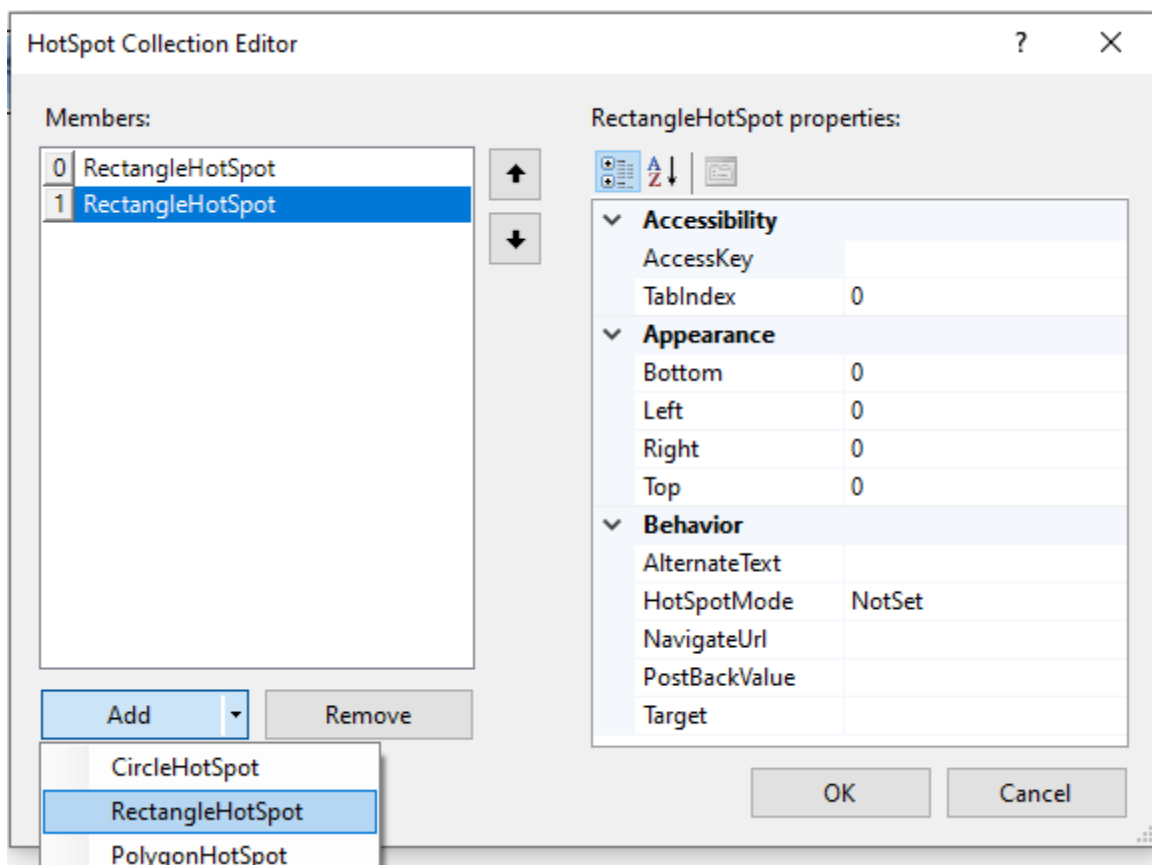 HotSpot Collection Editor
?
Members:
0 RectangleHotSpot
1 RectangleHotSpot
Add
Remove
CircleHotSpot
RectangleHotSpot
PolygonHotSpot
RectangleHotSpot properties:
A
Z
Accessibility
AccessKey
TabIndex 0
Appearance
Bottom 0
Left 0
Right 0
Top 0
Behavior
AlternateText
HotSpotMode NotSet
NavigateUrl
PostBackValue
Target
OK
Cancel